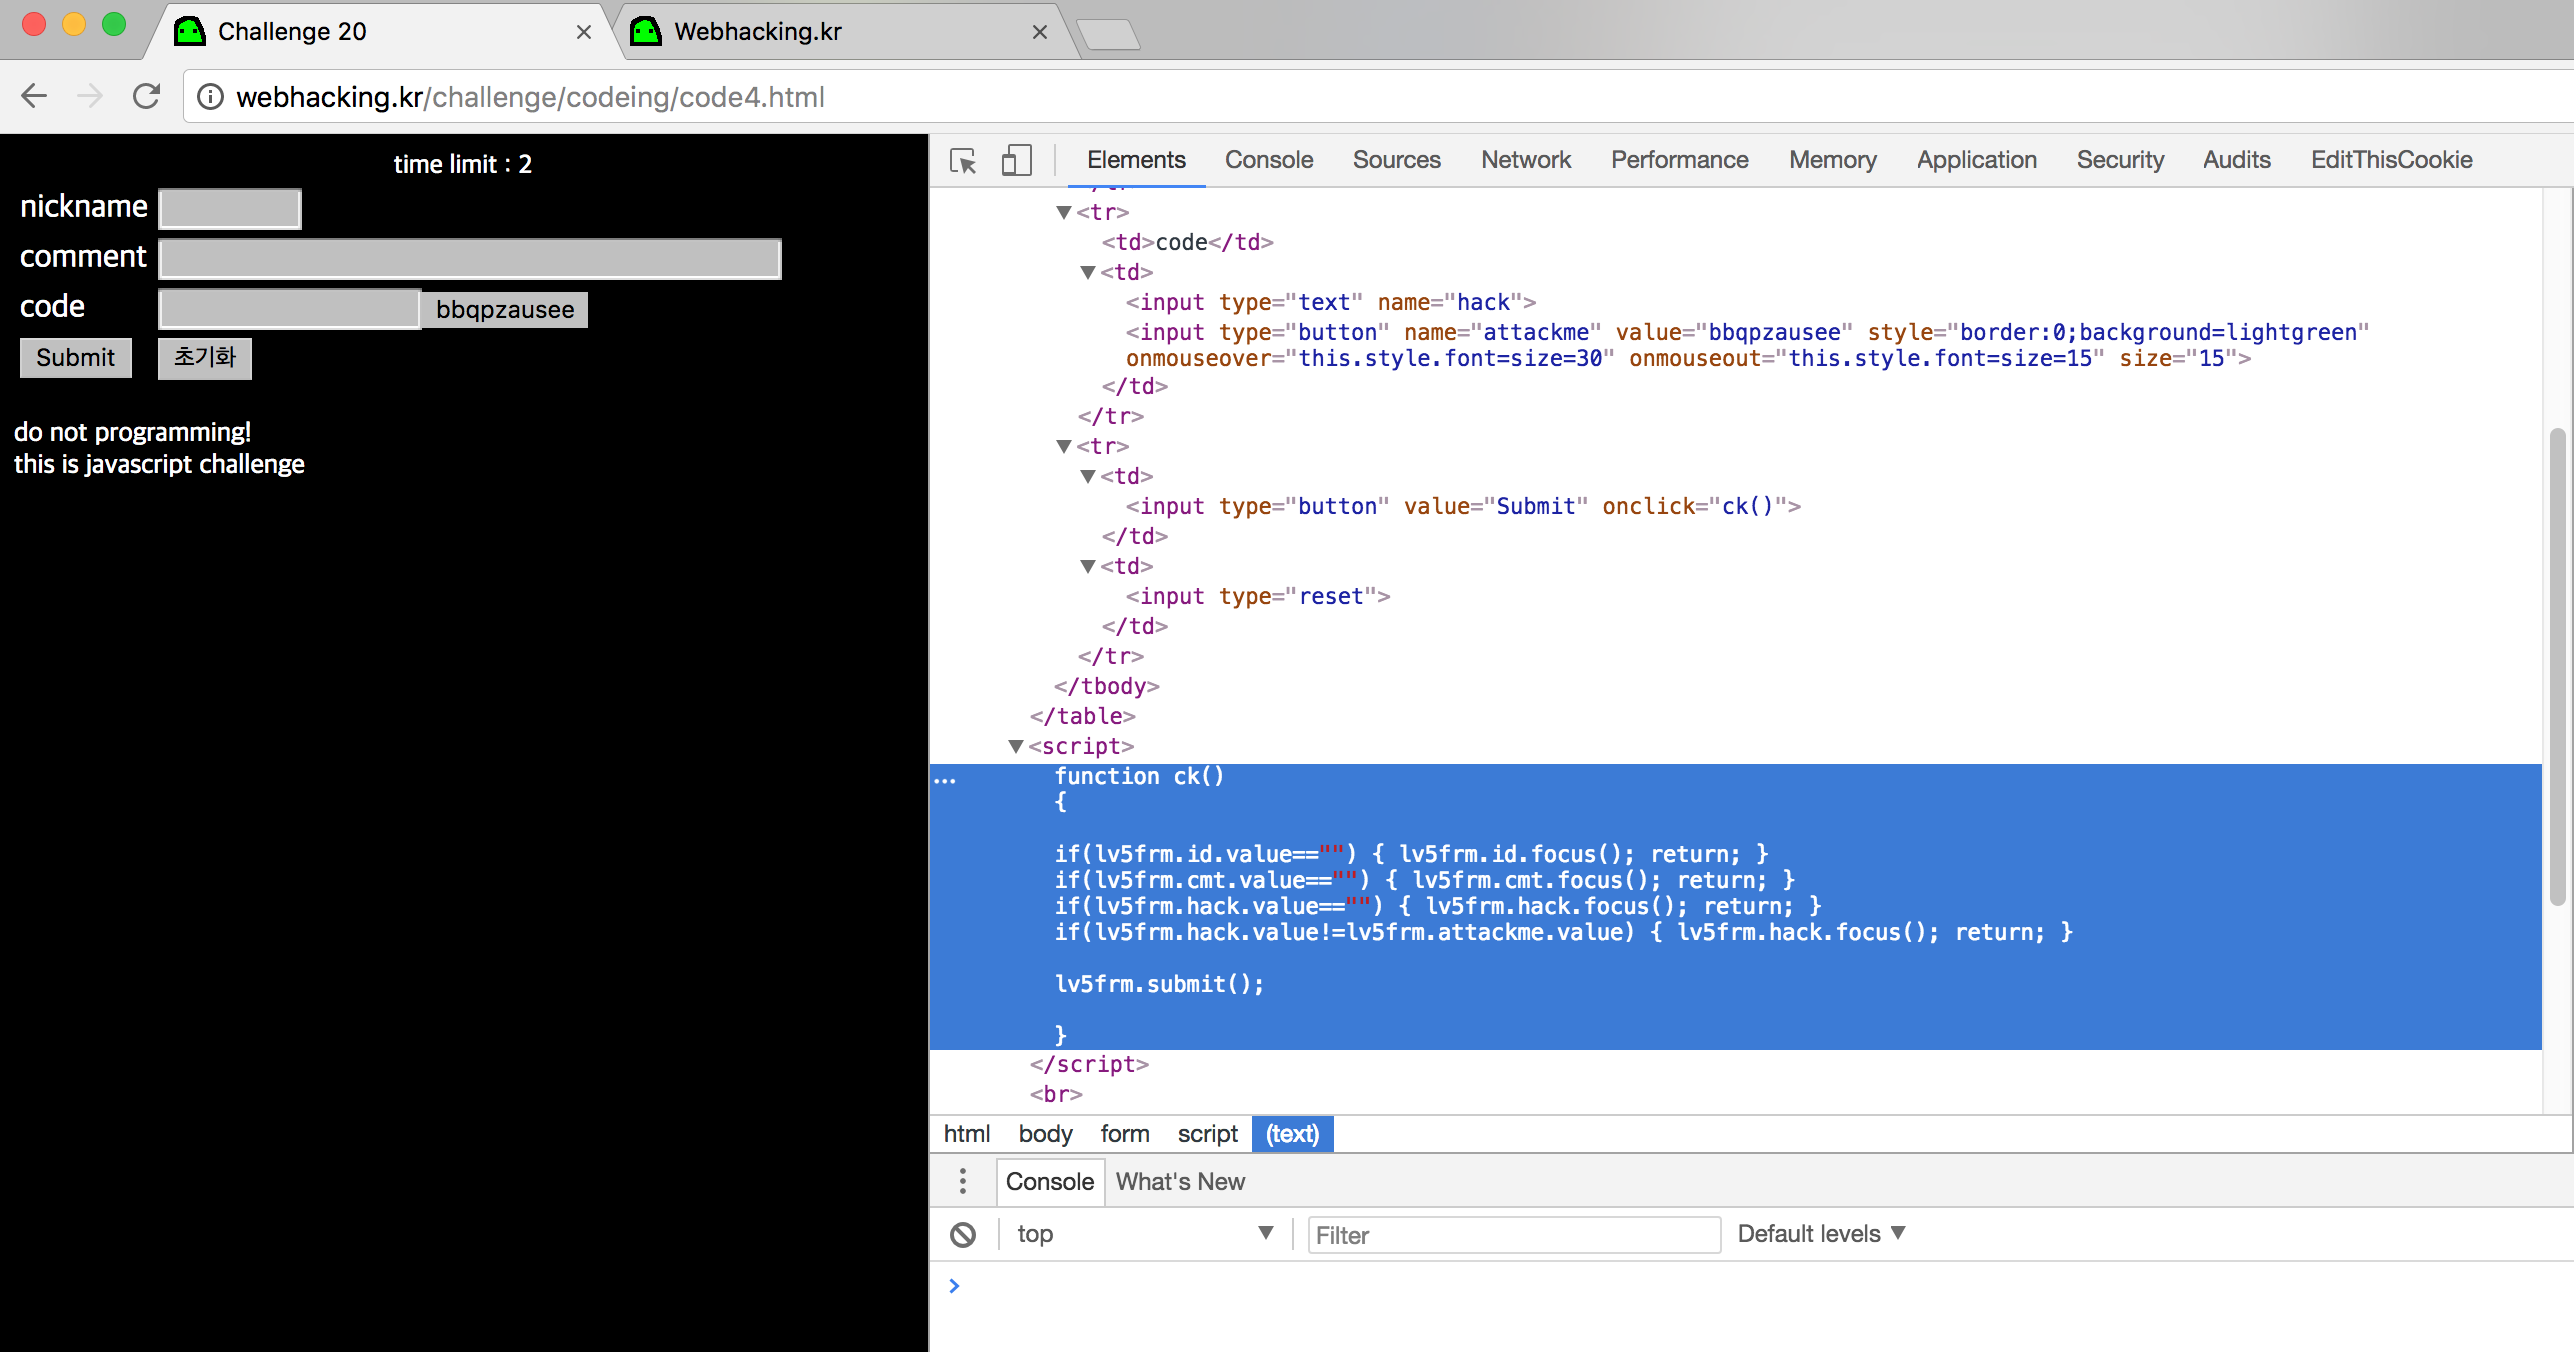 Challenge 20
Webhacking.kr
webhacking.kr/challenge/codeing/code4.html
time limit : 2
nickname
comment
code bbqpzausee
Submit 초기화
do not programming!
this is javascript challenge
Elements Console Sources Network Performance Memory Application Security Audits EditThisCookie
<tr>
<td>code</td>
<td>
<input type="text" name="hack">
<input type="button" name="attackme" value="bbqpzausee" style="border:0;background=lightgreen"
onmouseover="this.style.font=size=30" onmouseout="this.style.font=size=15" size="15">
</td>
</tr>
<tr>
<td>
<input type="button" value="Submit" onclick="ck()">
</td>
<td>
<input type="reset">
</td>
</tr>
</tbody>
</table>
<script>
... function ck()
{
if(lv5frm.id.value=="") { lv5frm.id.focus(); return; }
if(lv5frm.cmt.value=="") { lv5frm.cmt.focus(); return; }
if(lv5frm.hack.value=="") { lv5frm.hack.focus(); return; }
if(lv5frm.hack.value!=lv5frm.attackme.value) { lv5frm.hack.focus(); return; }
lv5frm.submit();
}
</script>
<br>
html body form script (text)
Console What's New
top Filter Default levels